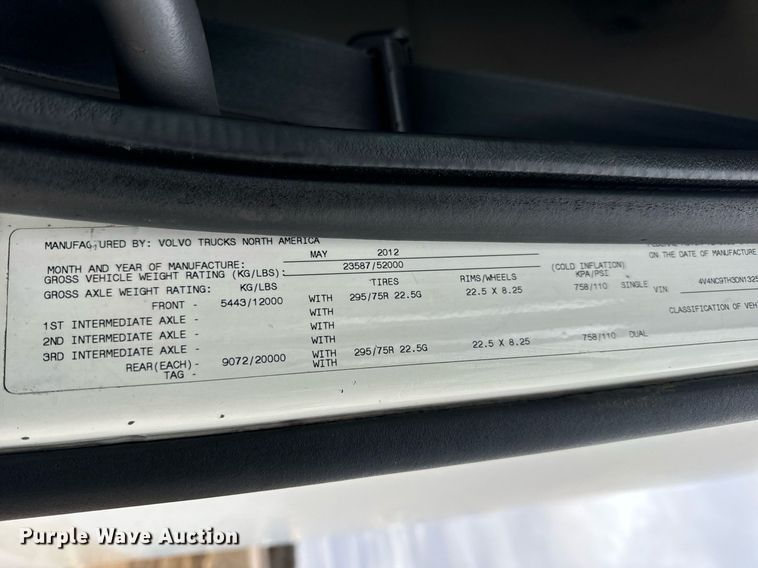 MANUFACTURED BY: VOLVO TRUCKS NORTH AMERICA
MONTH AND YEAR OF MANUFACTURE: MAY 2012
GROSS VEHICLE WEIGHT RATING (KG/LBS): 23587/52000
GROSS AXLE WEIGHT RATING: KG/LBS TIRES RIMS/WHEELS (COLD INFLATION) KPA/PSI
FRONT - 5443/12000 WITH 295/75R 22.5G 22.5 X 8.25 758/110 SINGLE
1ST INTERMEDIATE AXLE - WITH
2ND INTERMEDIATE AXLE - WITH
3RD INTERMEDIATE AXLE - WITH
REAR(EACH) - 9072/20000 WITH 295/75R 22.5G 22.5 X 8.25 758/110 DUAL
TAG - WITH
ON THE DATE OF MANUFACTURE
VIN: 4V4NC9TH3DN1325
CLASSIFICATION OF VEH
Purple Wave Auction